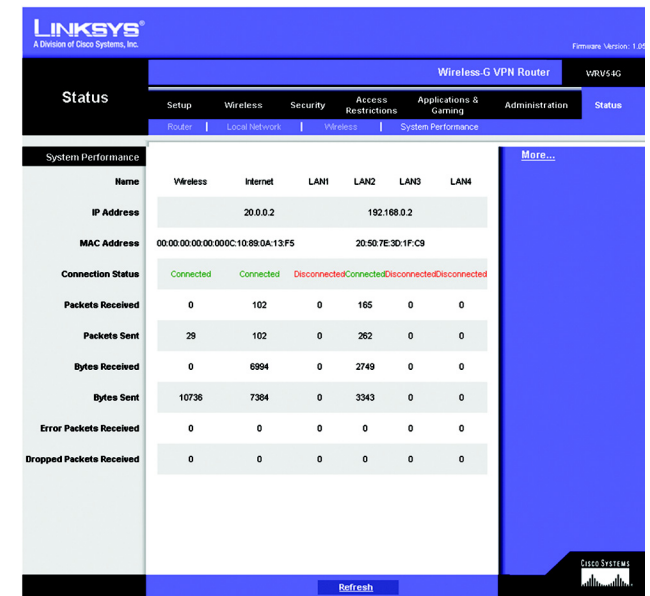 LINKSYS®
A Division of Cisco Systems, Inc.
Firmware Version: 1.05
Wireless-G VPN Router WRV54G
Status
Setup Wireless Security Access Restrictions Applications & Gaming Administration Status
Router | Local Network | Wireless | System Performance
System Performance
More...
Name Wireless Internet LAN1 LAN2 LAN3 LAN4
IP Address 20.0.0.2 192.168.0.2
MAC Address 00:00:00:00:00:000C:10:89:0A:13:F5 20:50:7E:3D:1F:C9
Connection Status Connected Connected Disconnected Connected Disconnected Disconnected
Packets Received 0 102 0 165 0 0
Packets Sent 29 102 0 262 0 0
Bytes Received 0 6994 0 2749 0 0
Bytes Sent 10736 7384 0 3343 0 0
Error Packets Received 0 0 0 0 0 0
Dropped Packets Received 0 0 0 0 0 0
CISCO SYSTEMS
Refresh